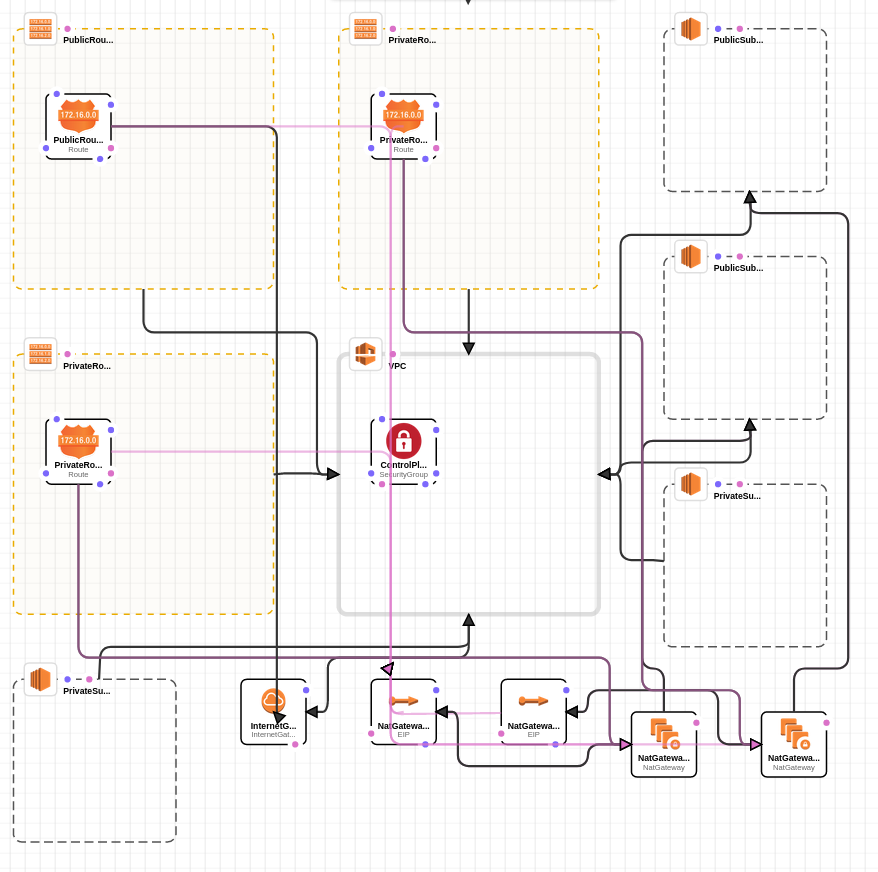 PublicRou...
PrivateRo...
PublicSub...
172.16.0.0
PublicRou...
Route
172.16.0.0
PrivateRo...
Route
PublicSub...
PrivateRo...
VPC
172.16.0.0
PrivateRo...
Route
ControlPl...
SecurityGroup
PrivateSu...
PrivateSu...
InternetG...
InternetGat...
NatGatewa...
EIP
NatGatewa...
EIP
NatGatewa...
NatGateway
NatGatewa...
NatGateway